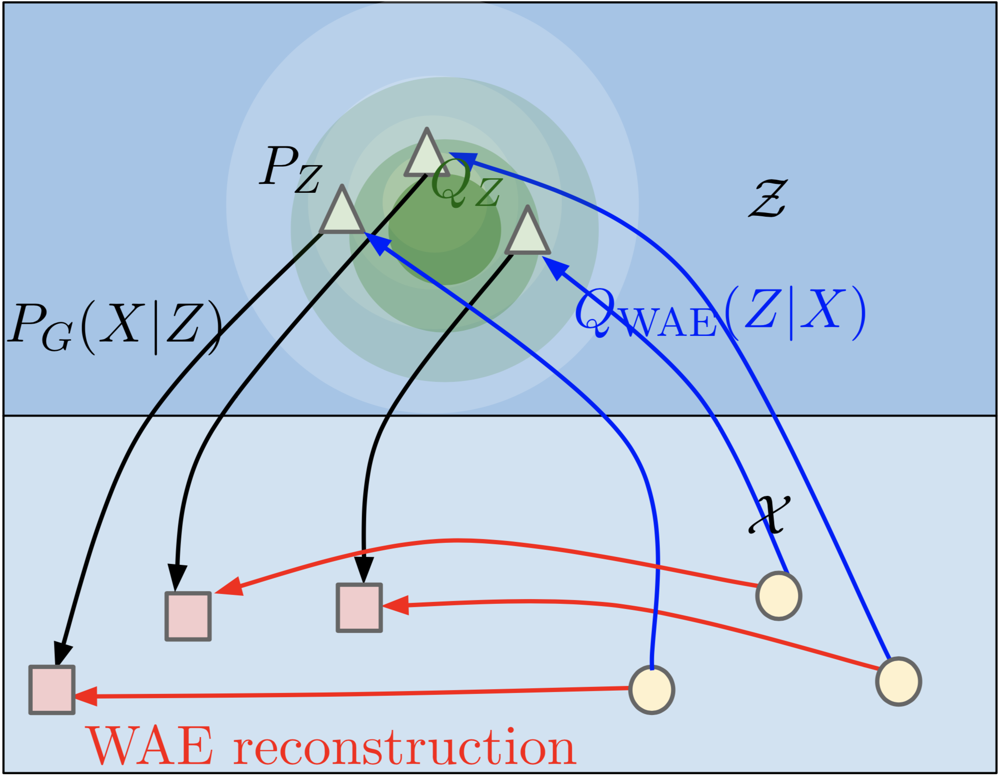 P_Z
Q_Z
𝒵
P_G(X|Z)
Q_WAE(Z|X)
𝒳
WAE reconstruction